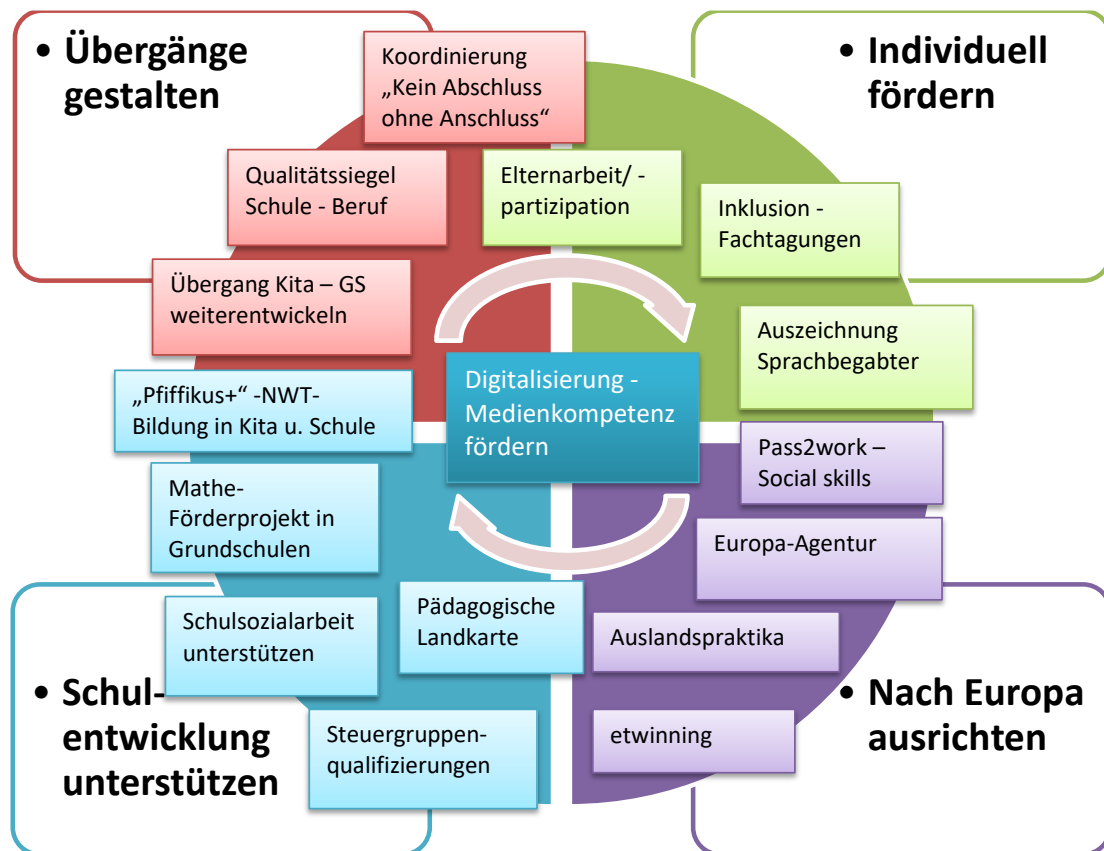 • Übergänge
gestalten
Koordinierung
„Kein Abschluss
ohne Anschluss“
Qualitätssiegel
Schule - Beruf
Übergang Kita – GS
weiterentwickeln
• Individuell
fördern
Elternarbeit/ -
partizipation
Inklusion -
Fachtagungen
Auszeichnung
Sprachbegabter
Digitalisierung -
Medienkompetenz
fördern
„Pfiffikus+“ -NWT-
Bildung in Kita u. Schule
Mathe-
Förderprojekt in
Grundschulen
Schulsozialarbeit
unterstützen
Pädagogische
Landkarte
Steuergruppen-
qualifizierungen
• Schul-
entwicklung
unterstützen
Pass2work –
Social skills
Europa-Agentur
Auslandspraktika
etwinning
• Nach Europa
ausrichten